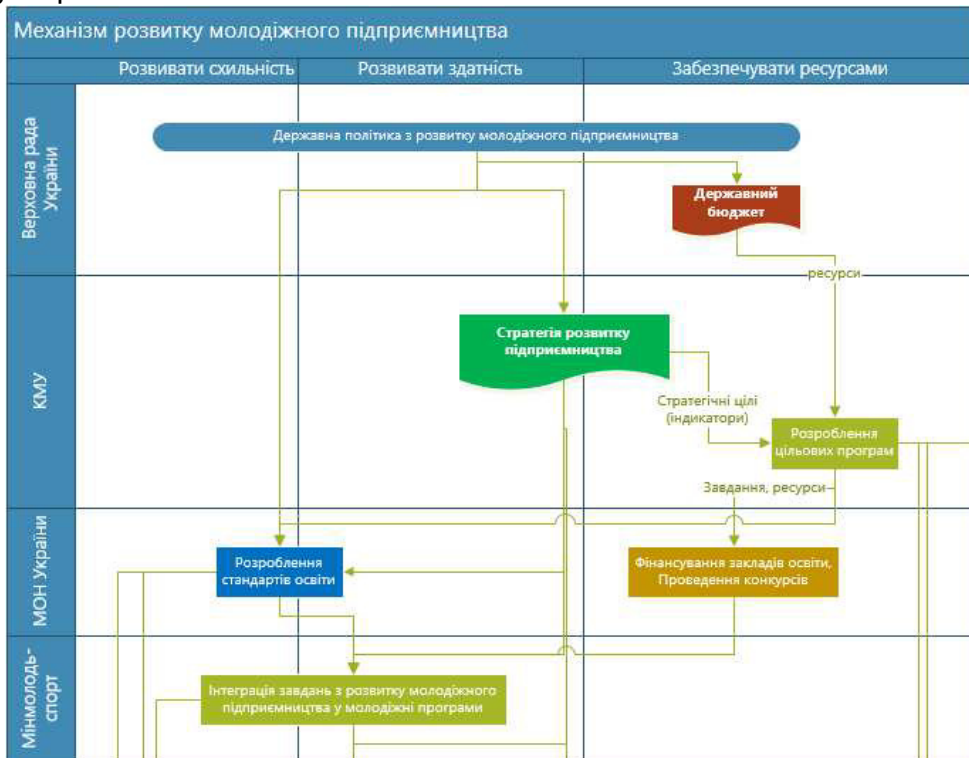 Механізм розвитку молодіжного підприємництва
Розвивати схильність
Розвивати здатність
Забезпечувати ресурсами
Верховна рада
України
Державна політика з розвитку молодіжного підприємництва
Державний
бюджет
ресурси
КМУ
Стратегія розвитку
підприємництва
Стратегічні цілі
(індикатори)
Розроблення
цільових програм
Завдання, ресурси
МОН України
Розроблення
стандартів освіти
Фінансування закладів освіти,
Проведення конкурсів
Мінмолодь-
спорт
Інтеграція завдань з розвитку молодіжного
підприємництва у молодіжні програми